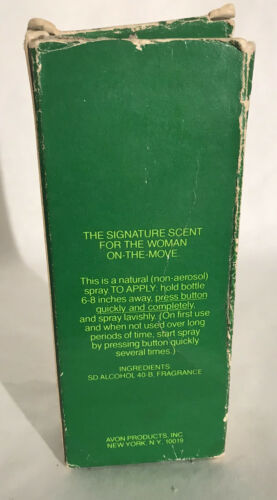 THE SIGNATURE SCENT
FOR THE WOMAN
ON-THE-MOVE
This is a natural (non-aerosol)
spray. TO APPLY: hold bottle
6-8 inches away, press button
quickly and completely,
and spray lavishly. (On first use
and when not used over long
periods of time, start spray
by pressing button quickly
several times.)
INGREDIENTS
SD ALCOHOL 40-B, FRAGRANCE
AVON PRODUCTS, INC
NEW YORK, N.Y. 10019